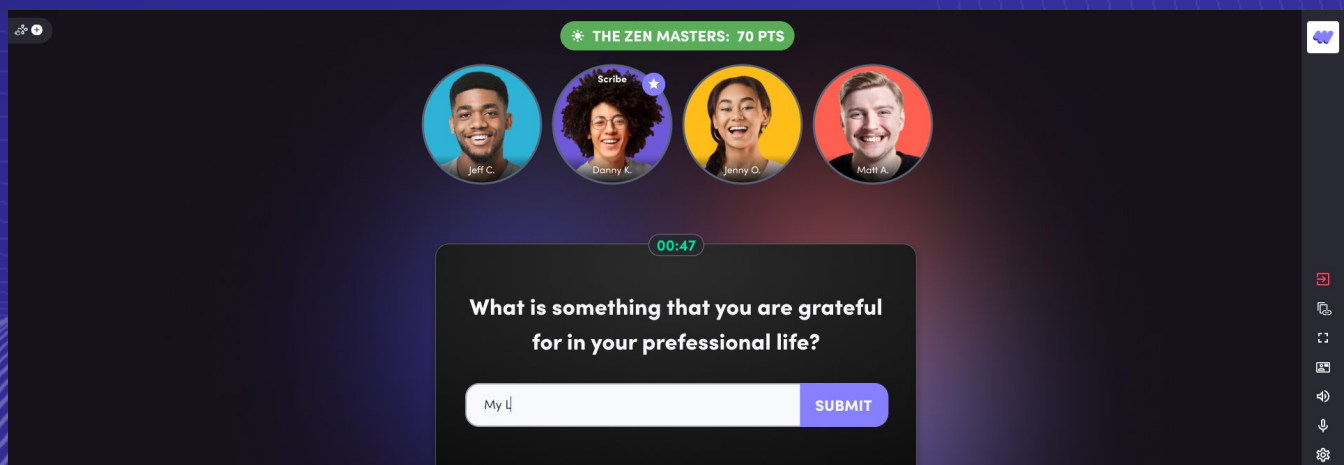 THE ZEN MASTERS: 70 PTS
Scribe
Jeff C.
Danny K.
Jenny O.
Matt A.
00:47
What is something that you are grateful
for in your prefessional life?
My L
SUBMIT